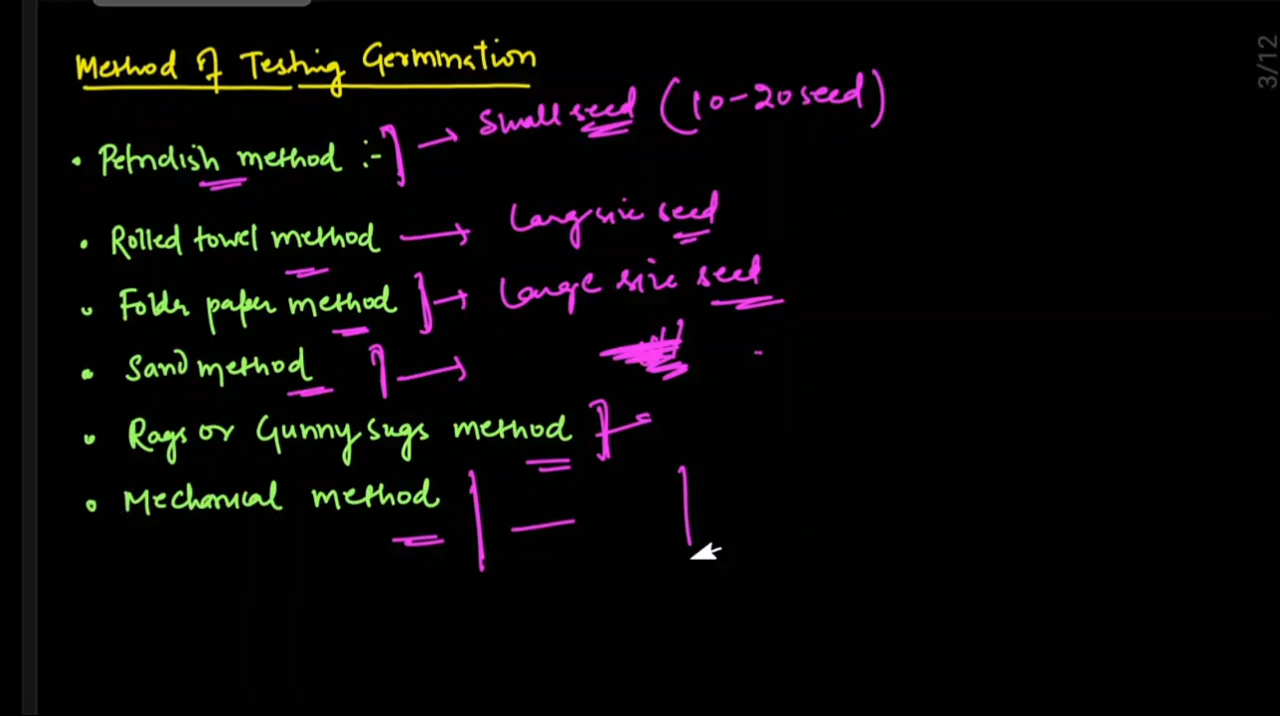 Method of Testing Germination
• Petridish method :- → Small seed (10-20 seed)
• Rolled towel method → Large size seed
• Folder paper method → Large size seed
• Sand method →
• Rags or Gunny sugs method
• Mechanical method
3/12